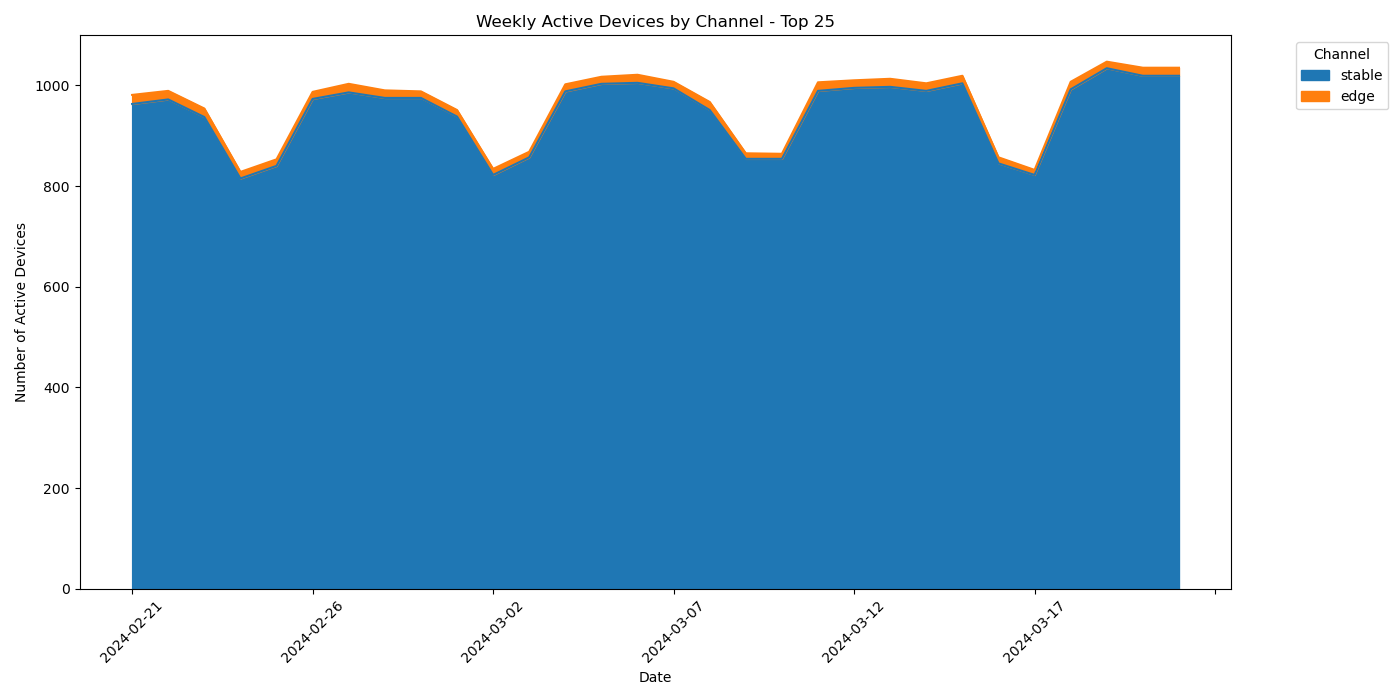 Weekly Active Devices by Channel - Top 25
Channel
stable
edge
Number of Active Devices
1000
800
600
400
200
0
2024-02-21
2024-02-26
2024-03-02
2024-03-07
2024-03-12
2024-03-17
Date